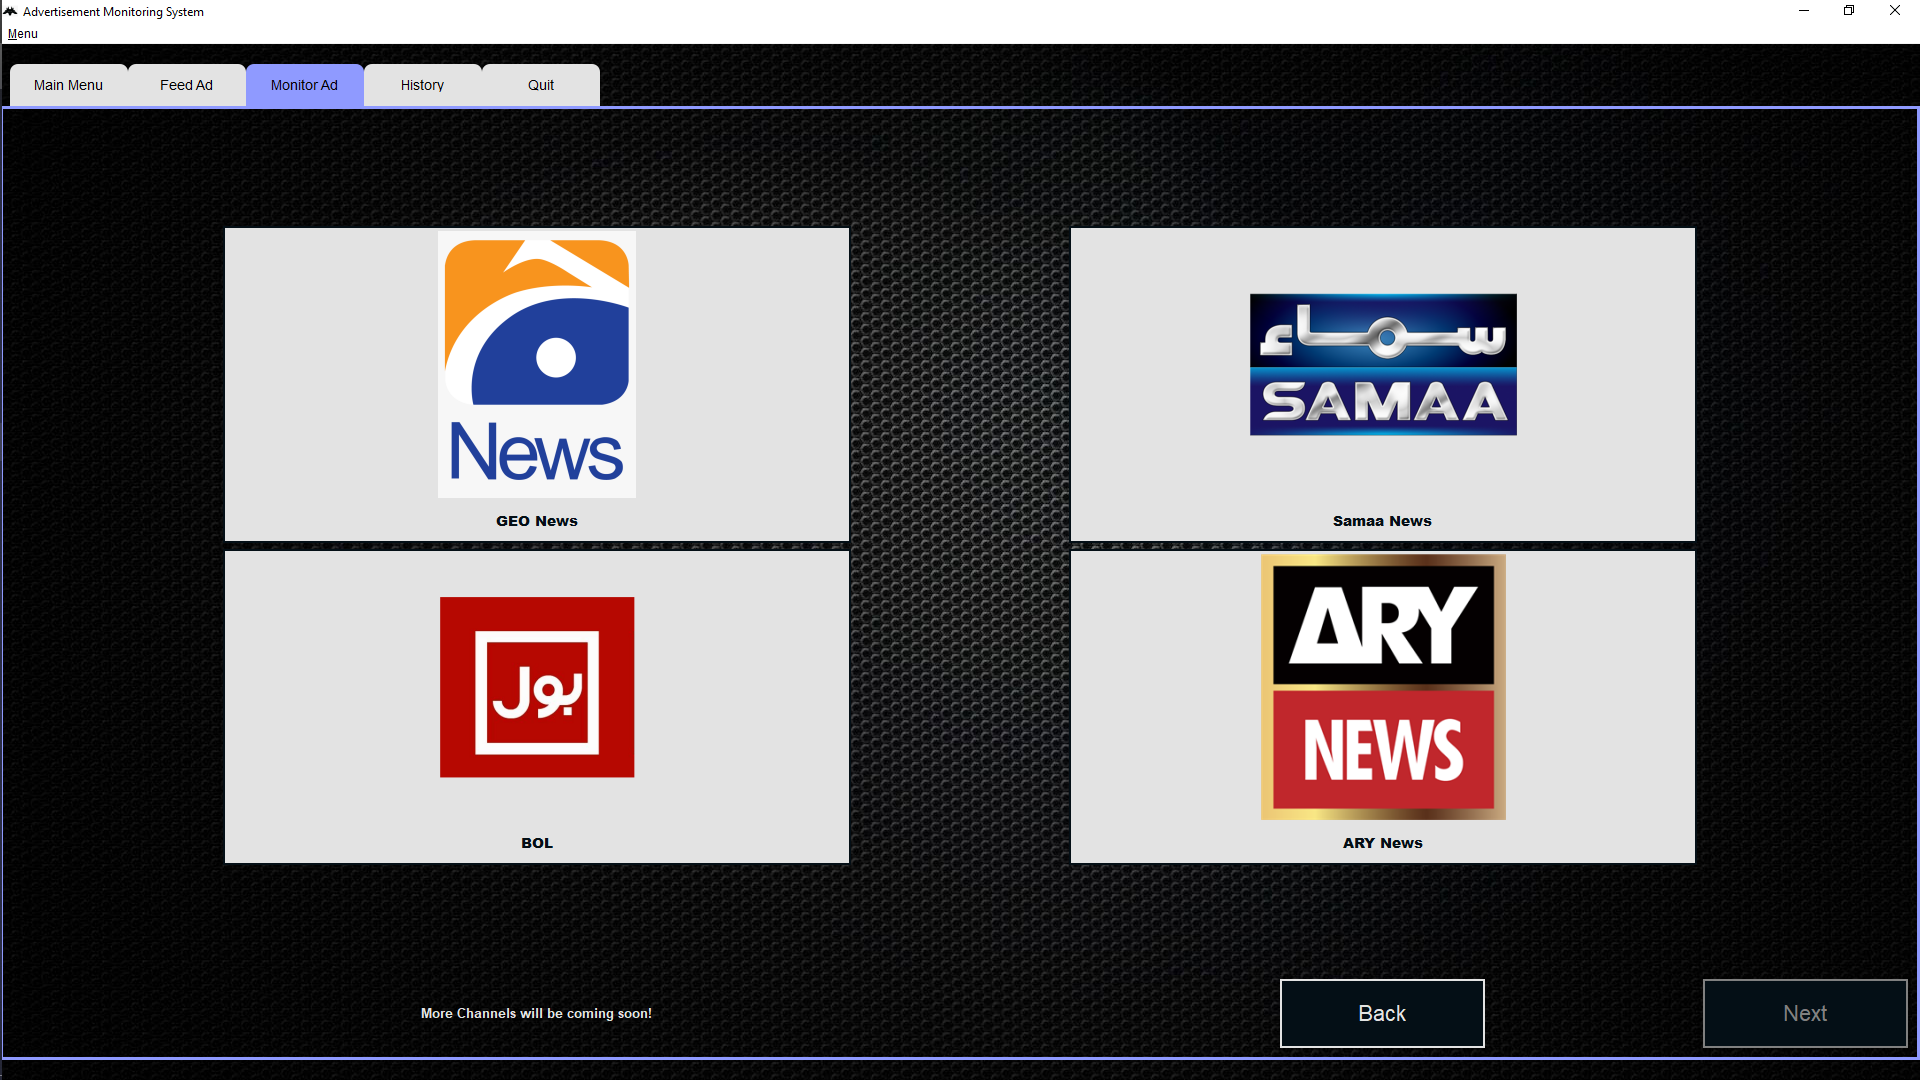 Advertisement Monitoring System
Menu
Main Menu
Feed Ad
Monitor Ad
History
Quit
News
GEO News
سماء
SAMAA
Samaa News
بول
BOL
ARY
NEWS
ARY News
More Channels will be coming soon!
Back
Next